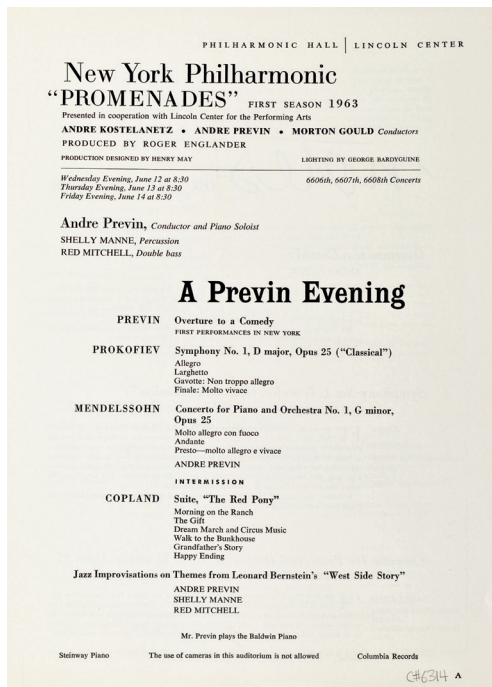 PHILHARMONIC HALL | LINCOLN CENTER
New York Philharmonic
“PROMENADES” FIRST SEASON 1963
Presented in cooperation with Lincoln Center for the Performing Arts
ANDRE KOSTELANETZ • ANDRE PREVIN • MORTON GOULD Conductors
PRODUCED BY ROGER ENGLANDER
PRODUCTION DESIGNED BY HENRY MAY LIGHTING BY GEORGE BARDYGUINE
Wednesday Evening, June 12 at 8:30 6606th, 6607th, 6608th Concerts
Thursday Evening, June 13 at 8:30
Friday Evening, June 14 at 8:30
Andre Previn, Conductor and Piano Soloist
SHELLY MANNE, Percussion
RED MITCHELL, Double bass
A Previn Evening
PREVIN Overture to a Comedy
FIRST PERFORMANCES IN NEW YORK
PROKOFIEV Symphony No. 1, D major, Opus 25 (“Classical”)
Allegro
Larghetto
Gavotte: Non troppo allegro
Finale: Molto vivace
MENDELSSOHN Concerto for Piano and Orchestra No. 1, G minor,
Opus 25
Molto allegro con fuoco
Andante
Presto—molto allegro e vivace
ANDRE PREVIN
INTERMISSION
COPLAND Suite, “The Red Pony”
Morning on the Ranch
The Gift
Dream March and Circus Music
Walk to the Bunkhouse
Grandfather's Story
Happy Ending
Jazz Improvisations on Themes from Leonard Bernstein's “West Side Story”
ANDRE PREVIN
SHELLY MANNE
RED MITCHELL
Mr. Previn plays the Baldwin Piano
Steinway Piano The use of cameras in this auditorium is not allowed Columbia Records
C#6314 A